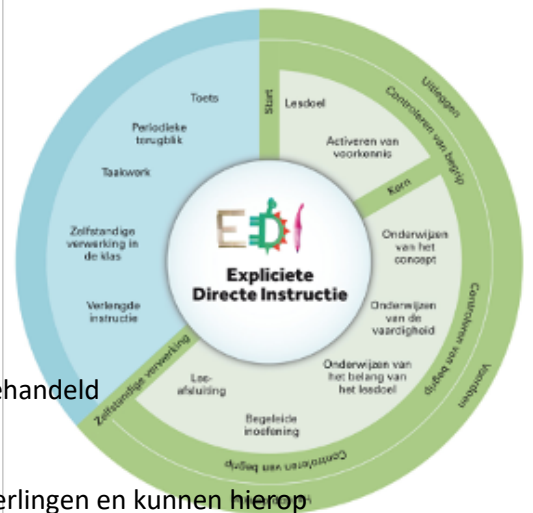 Toets
Periodieke
terugblik
Taakwerk
Zelfstandige
verwerking in
de klas
Verlengde
instructie
Start
Lesdoel
Activeren van
voorkennis
Uitleggen
Controleren van begrip
Kern
Onderwijzen
van het
concept
Onderwijzen
van de
vaardigheid
Onderwijzen van
het belang van
het lesdoel
Controleren van begrip
Voordoen
Begeleide
inoefening
Les-
afsluiting
Controleren van begrip
Zelfstandige verwerking
EDI
Expliciete
Directe Instructie
handeld
erlingen en kunnen hierop